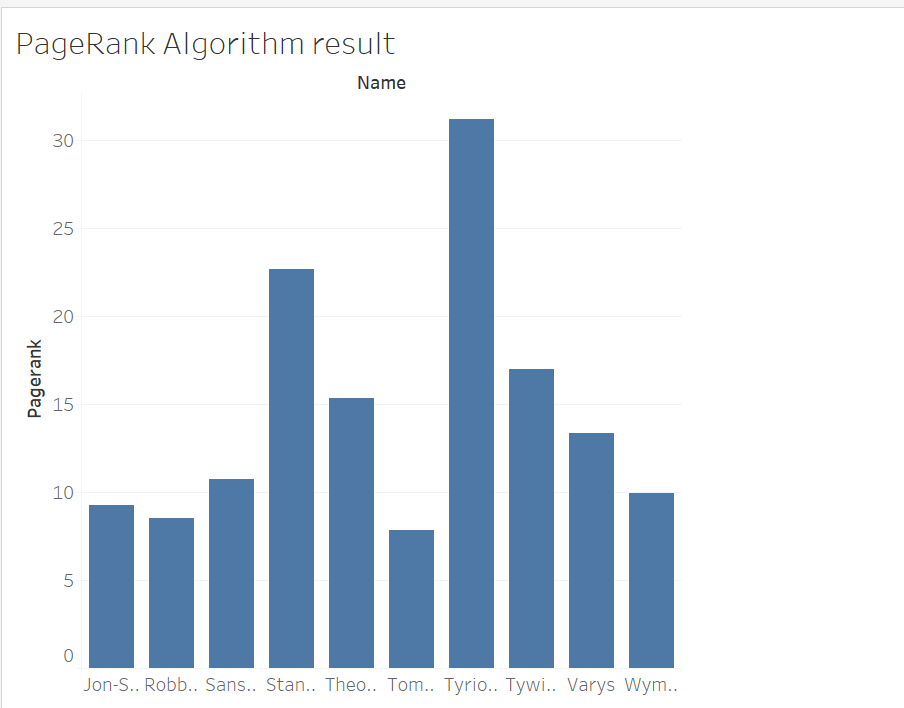 PageRank Algorithm result
Name
30
25
20
15
10
5
0
Pagerank
Jon-S.. Robb.. Sans.. Stan.. Theo.. Tom.. Tyrio.. Tywi.. Varys Wym..